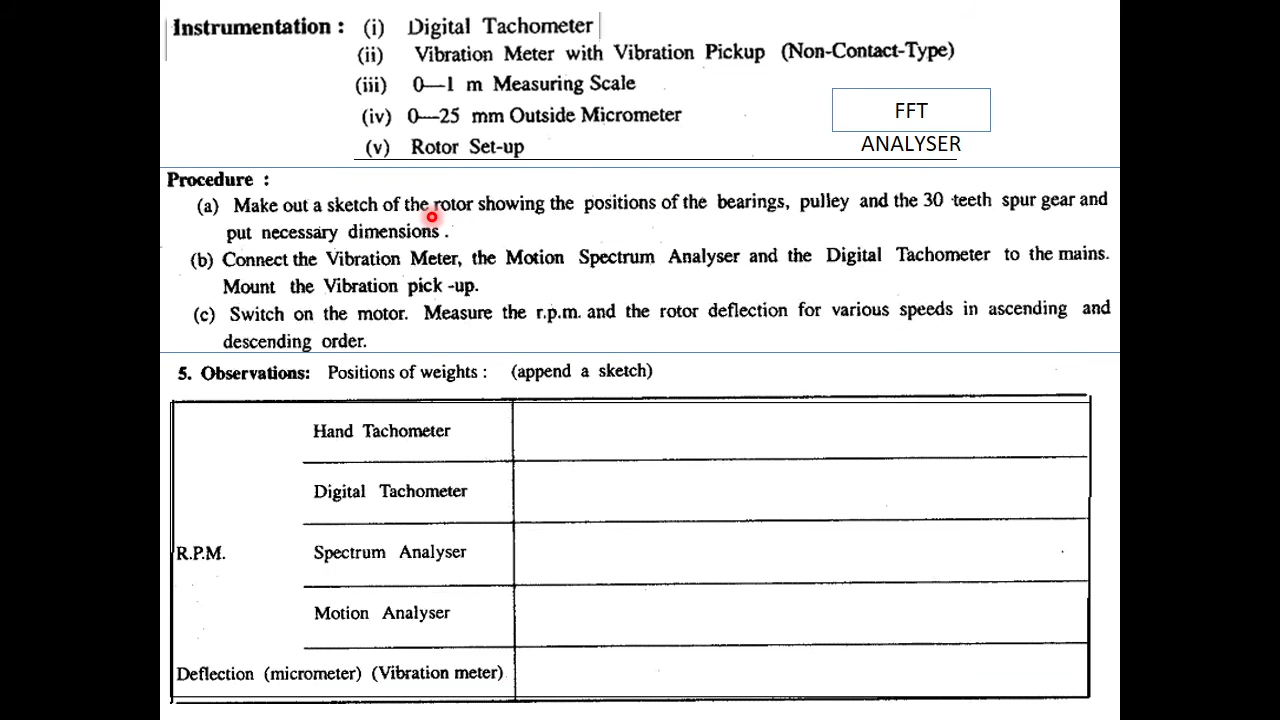 Instrumentation : (i) Digital Tachometer
(ii) Vibration Meter with Vibration Pickup (Non-Contact-Type)
(iii) 0—1 m Measuring Scale
(iv) 0—25 mm Outside Micrometer
FFT
ANALYSER
(v) Rotor Set-up
Procedure :
(a) Make out a sketch of the rotor showing the positions of the bearings, pulley and the 30 teeth spur gear and
put necessary dimensions .
(b) Connect the Vibration Meter, the Motion Spectrum Analyser and the Digital Tachometer to the mains.
Mount the Vibration pick -up.
(c) Switch on the motor. Measure the r.p.m. and the rotor deflection for various speeds in ascending and
descending order.
5. Observations: Positions of weights : (append a sketch)
Hand Tachometer
Digital Tachometer
R.P.M. Spectrum Analyser
Motion Analyser
Deflection (micrometer) (Vibration meter)